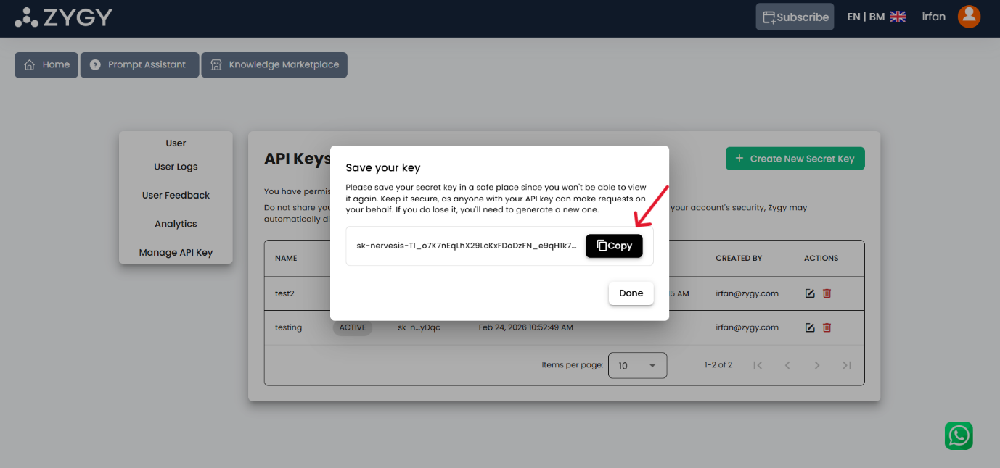 ZYGY
Subscribe
EN | BM
irfan
Home
Prompt Assistant
Knowledge Marketplace
User
User Logs
User Feedback
Analytics
Manage API Key
API Keys
Create New Secret Key
You have permis
Do not share you
your account's security, Zygy may
automatically di
Save your key
Please save your secret key in a safe place since you won't be able to view
it again. Keep it secure, as anyone with your API key can make requests on
your behalf. If you do lose it, you'll need to generate a new one.
sk-nervesis-TI_o7K7nEqLhX29LcKxFDoDzFN_e9qH1k7...
Copy
Done
NAME
CREATED BY
ACTIONS
test2
5 AM
irfan@zygy.com
testing
ACTIVE
sk-n...yDqc
Feb 24, 2026 10:52:49 AM
-
irfan@zygy.com
Items per page:
10
1-2 of 2